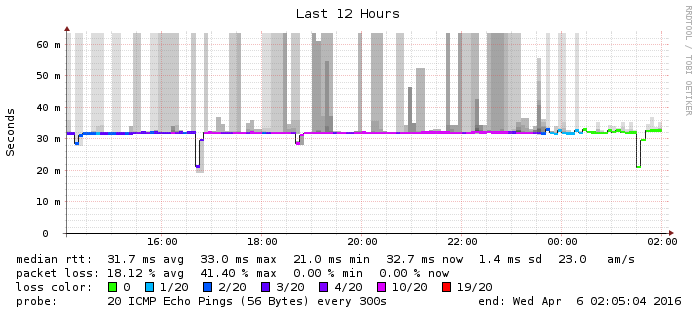 Last 12 Hours
RRDTOOL / TOBI OETIKER
Seconds
60 m
50 m
40 m
30 m
20 m
10 m
0
16:00 18:00 20:00 22:00 00:00 02:00
median rtt: 31.7 ms avg 33.0 ms max 21.0 ms min 32.7 ms now 1.4 ms sd 23.0 am/s
packet loss: 18.12 % avg 41.40 % max 0.00 % min 0.00 % now
loss color: 0 1/20 2/20 3/20 4/20 10/20 19/20
probe: 20 ICMP Echo Pings (56 Bytes) every 300s end: Wed Apr 6 02:05:04 2016